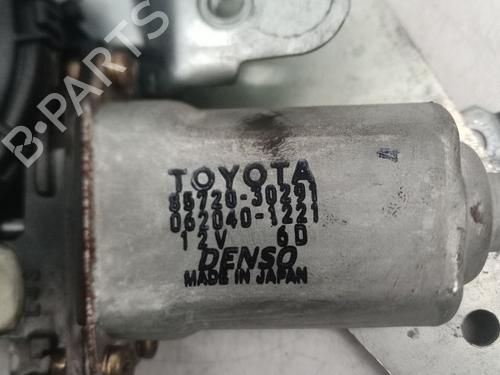 B-PARTS
TOYOTA
85720-30291
062040-1221
12V 6D
DENSO
MADE IN JAPAN